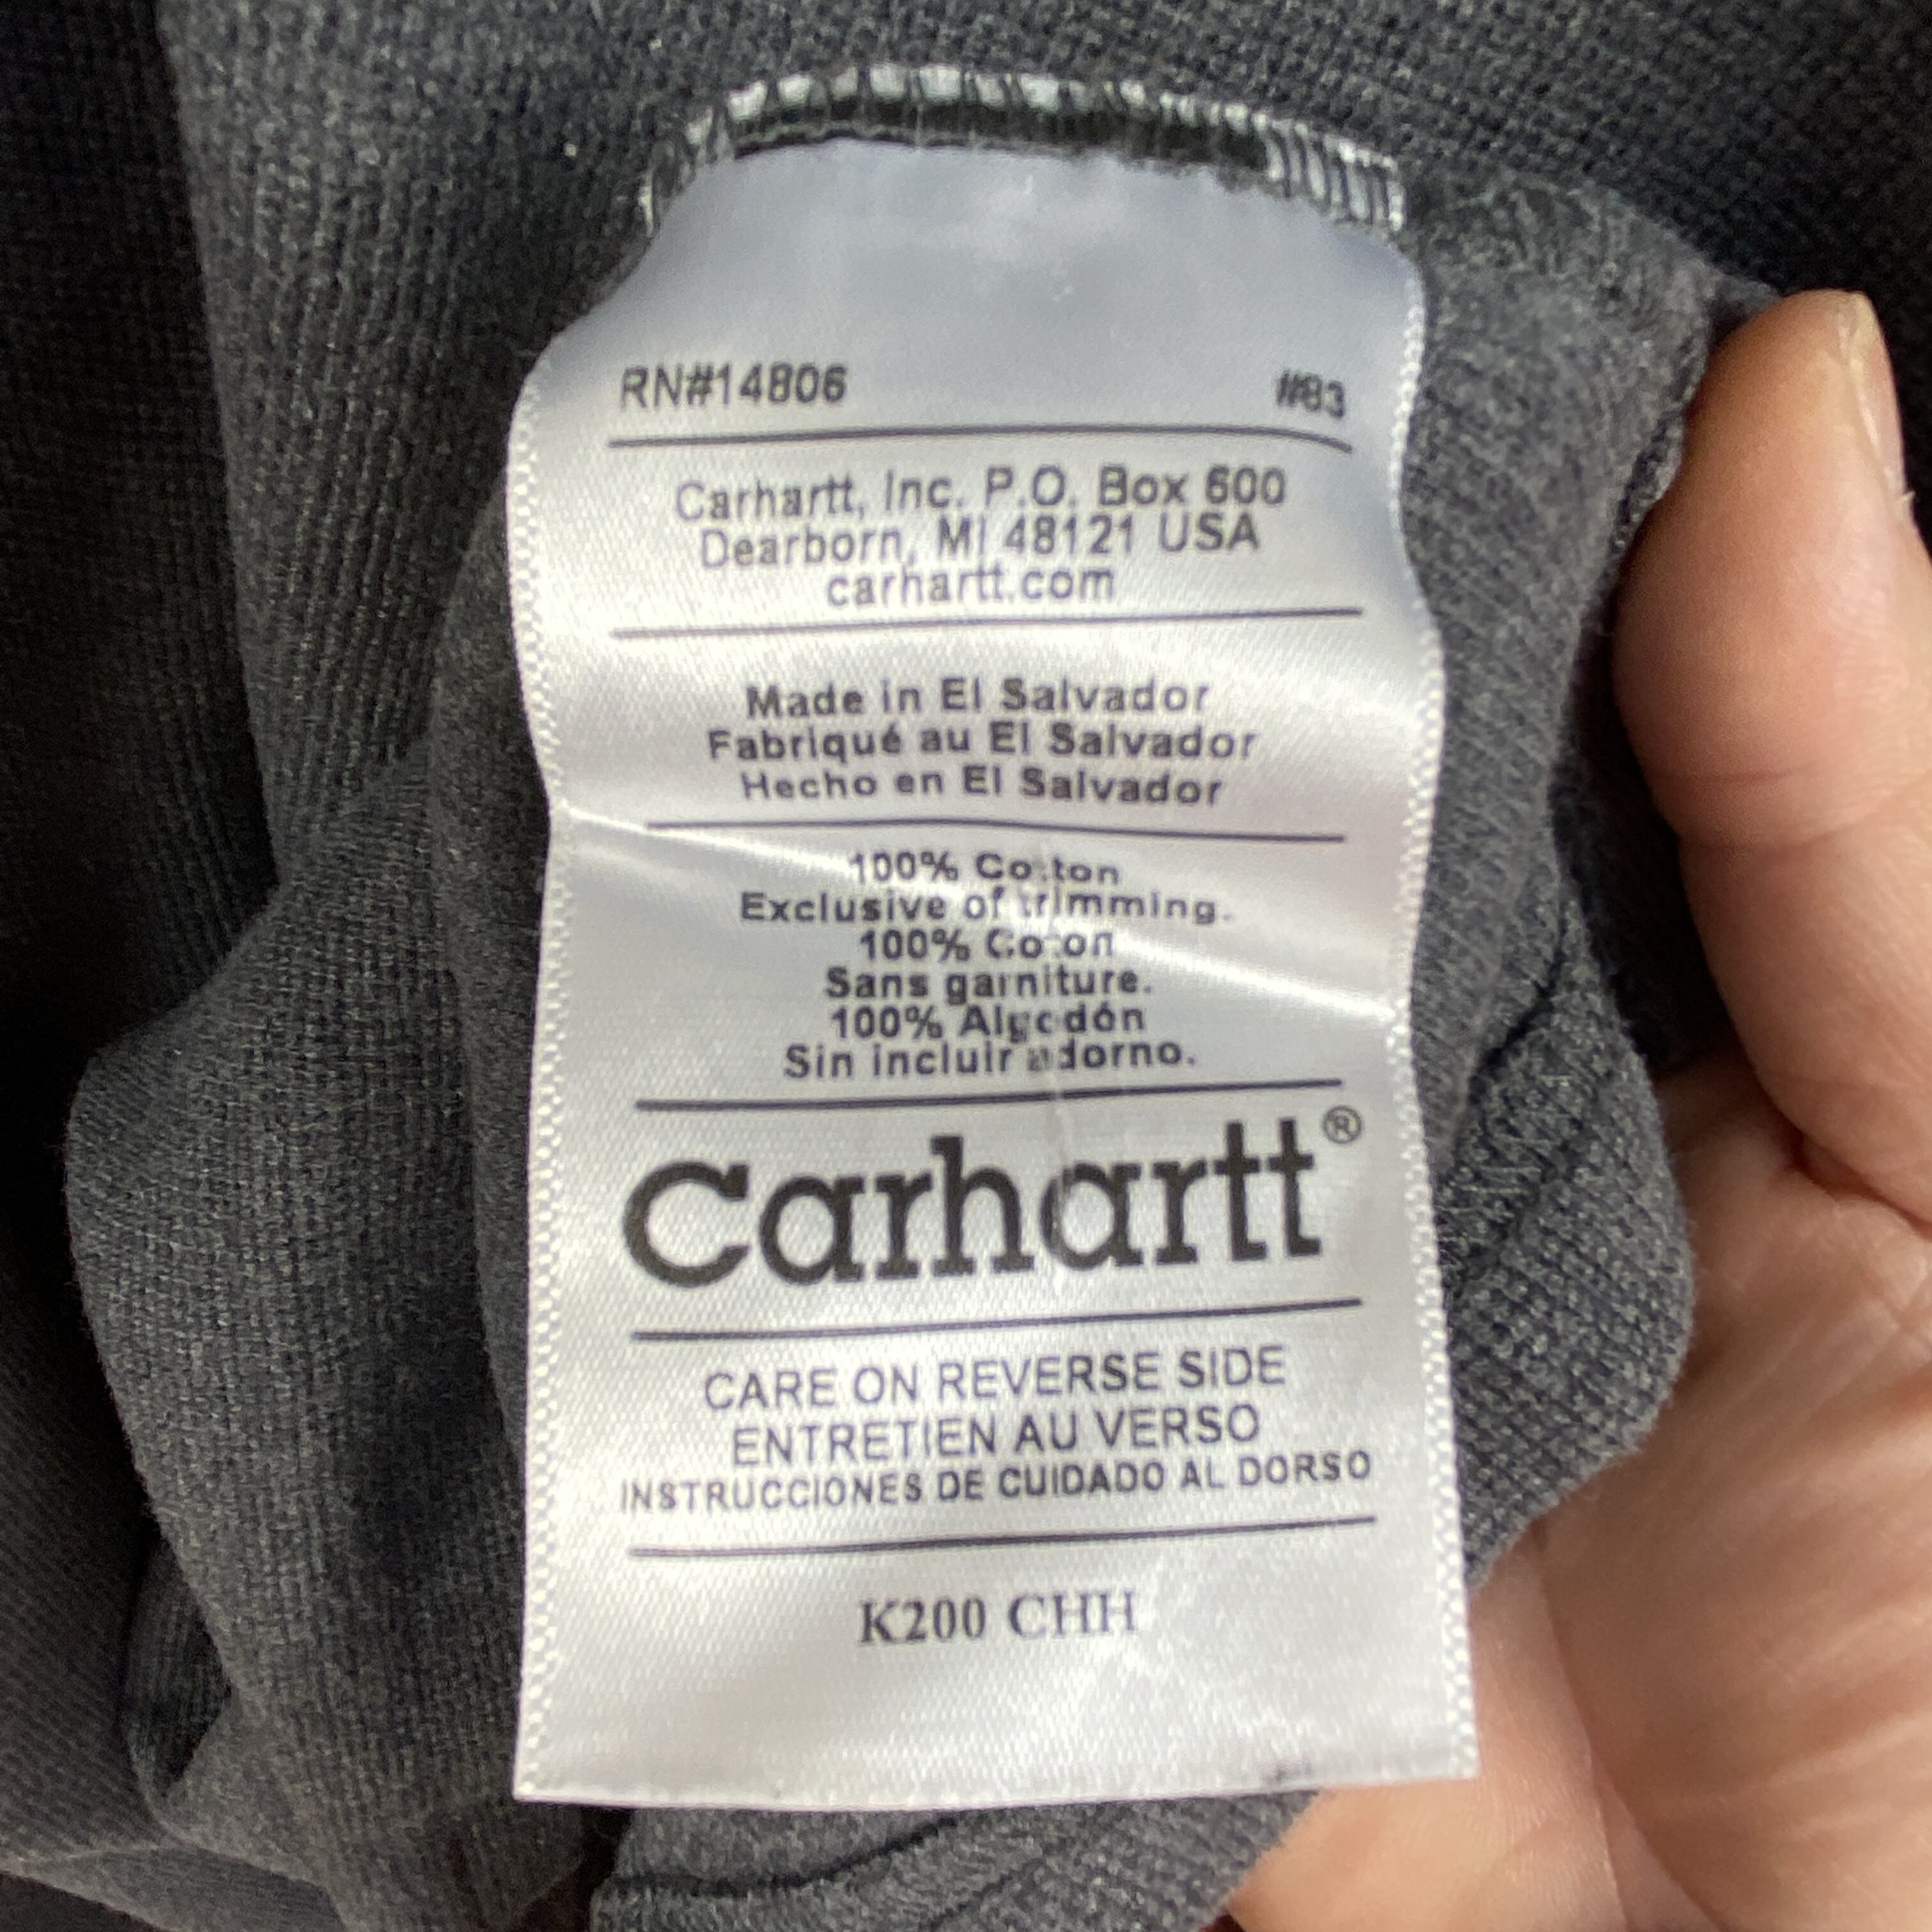 RN#14806 #83
Carhartt, Inc. P.O. Box 600
Dearborn, MI 48121 USA
carhartt.com
Made in El Salvador
Fabriqué au El Salvador
Hecho en El Salvador
100% Cotton
Exclusive of trimming.
100% Coton
Sans garniture.
100% Algodón
Sin incluir adorno.
carhartt®
CARE ON REVERSE SIDE
ENTRETIEN AU VERSO
INSTRUCCIONES DE CUIDADO AL DORSO
K200 CHH